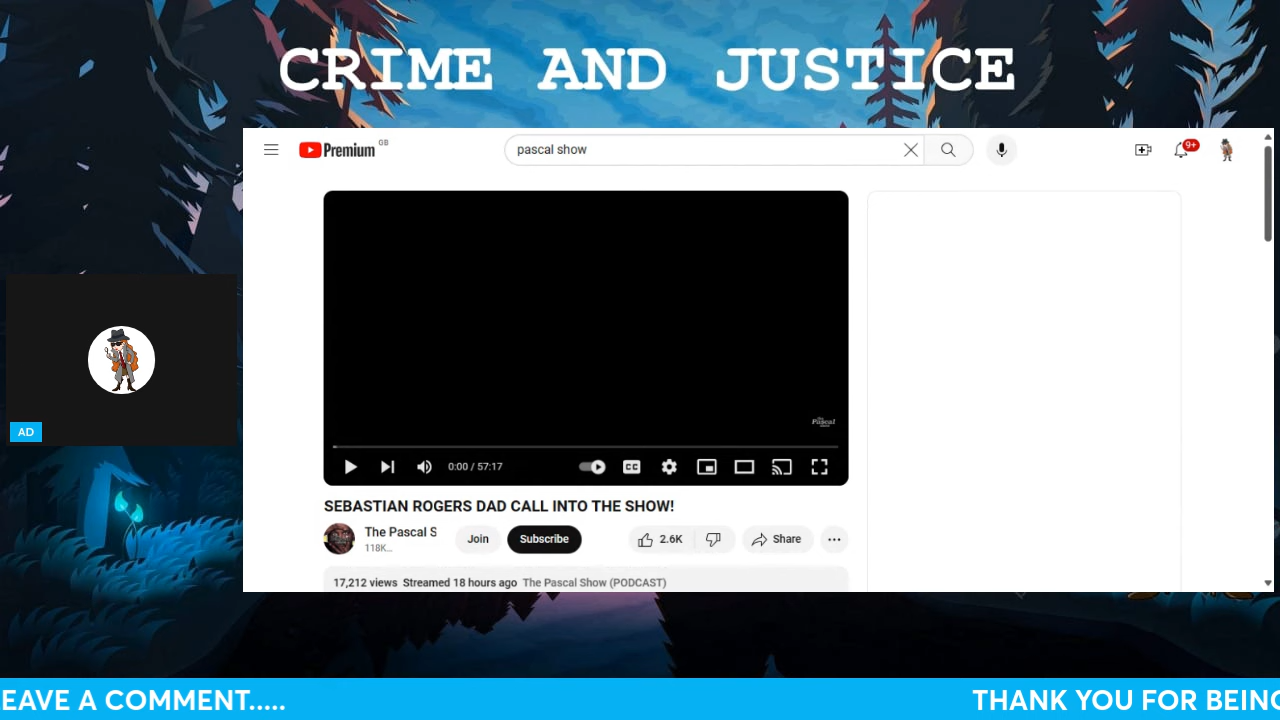 CRIME AND JUSTICE
Premium GB
pascal show
9+
The Pascal Show
0:00 / 57:17
CC
SEBASTIAN ROGERS DAD CALL INTO THE SHOW!
The Pascal S
118K...
Join
Subscribe
2.6K
Share
17,212 views Streamed 18 hours ago The Pascal Show (PODCAST)
AD
EAVE A COMMENT.....
THANK YOU FOR BEING